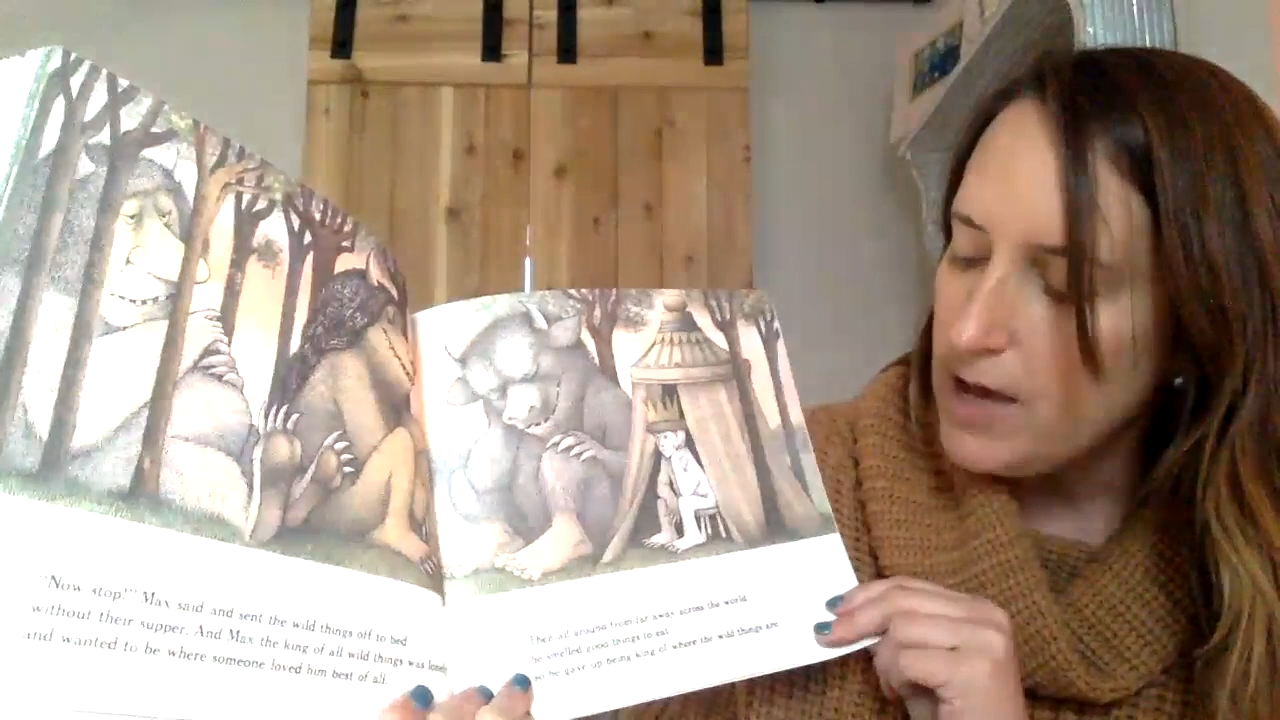 "Now stop!" Max said and sent the wild things off to bed
without their supper. And Max the king of all wild things was lonely
and wanted to be where someone loved him best of all.
Then all around from far away across the world
he smelled good things to eat
so he gave up being king of where the wild things are